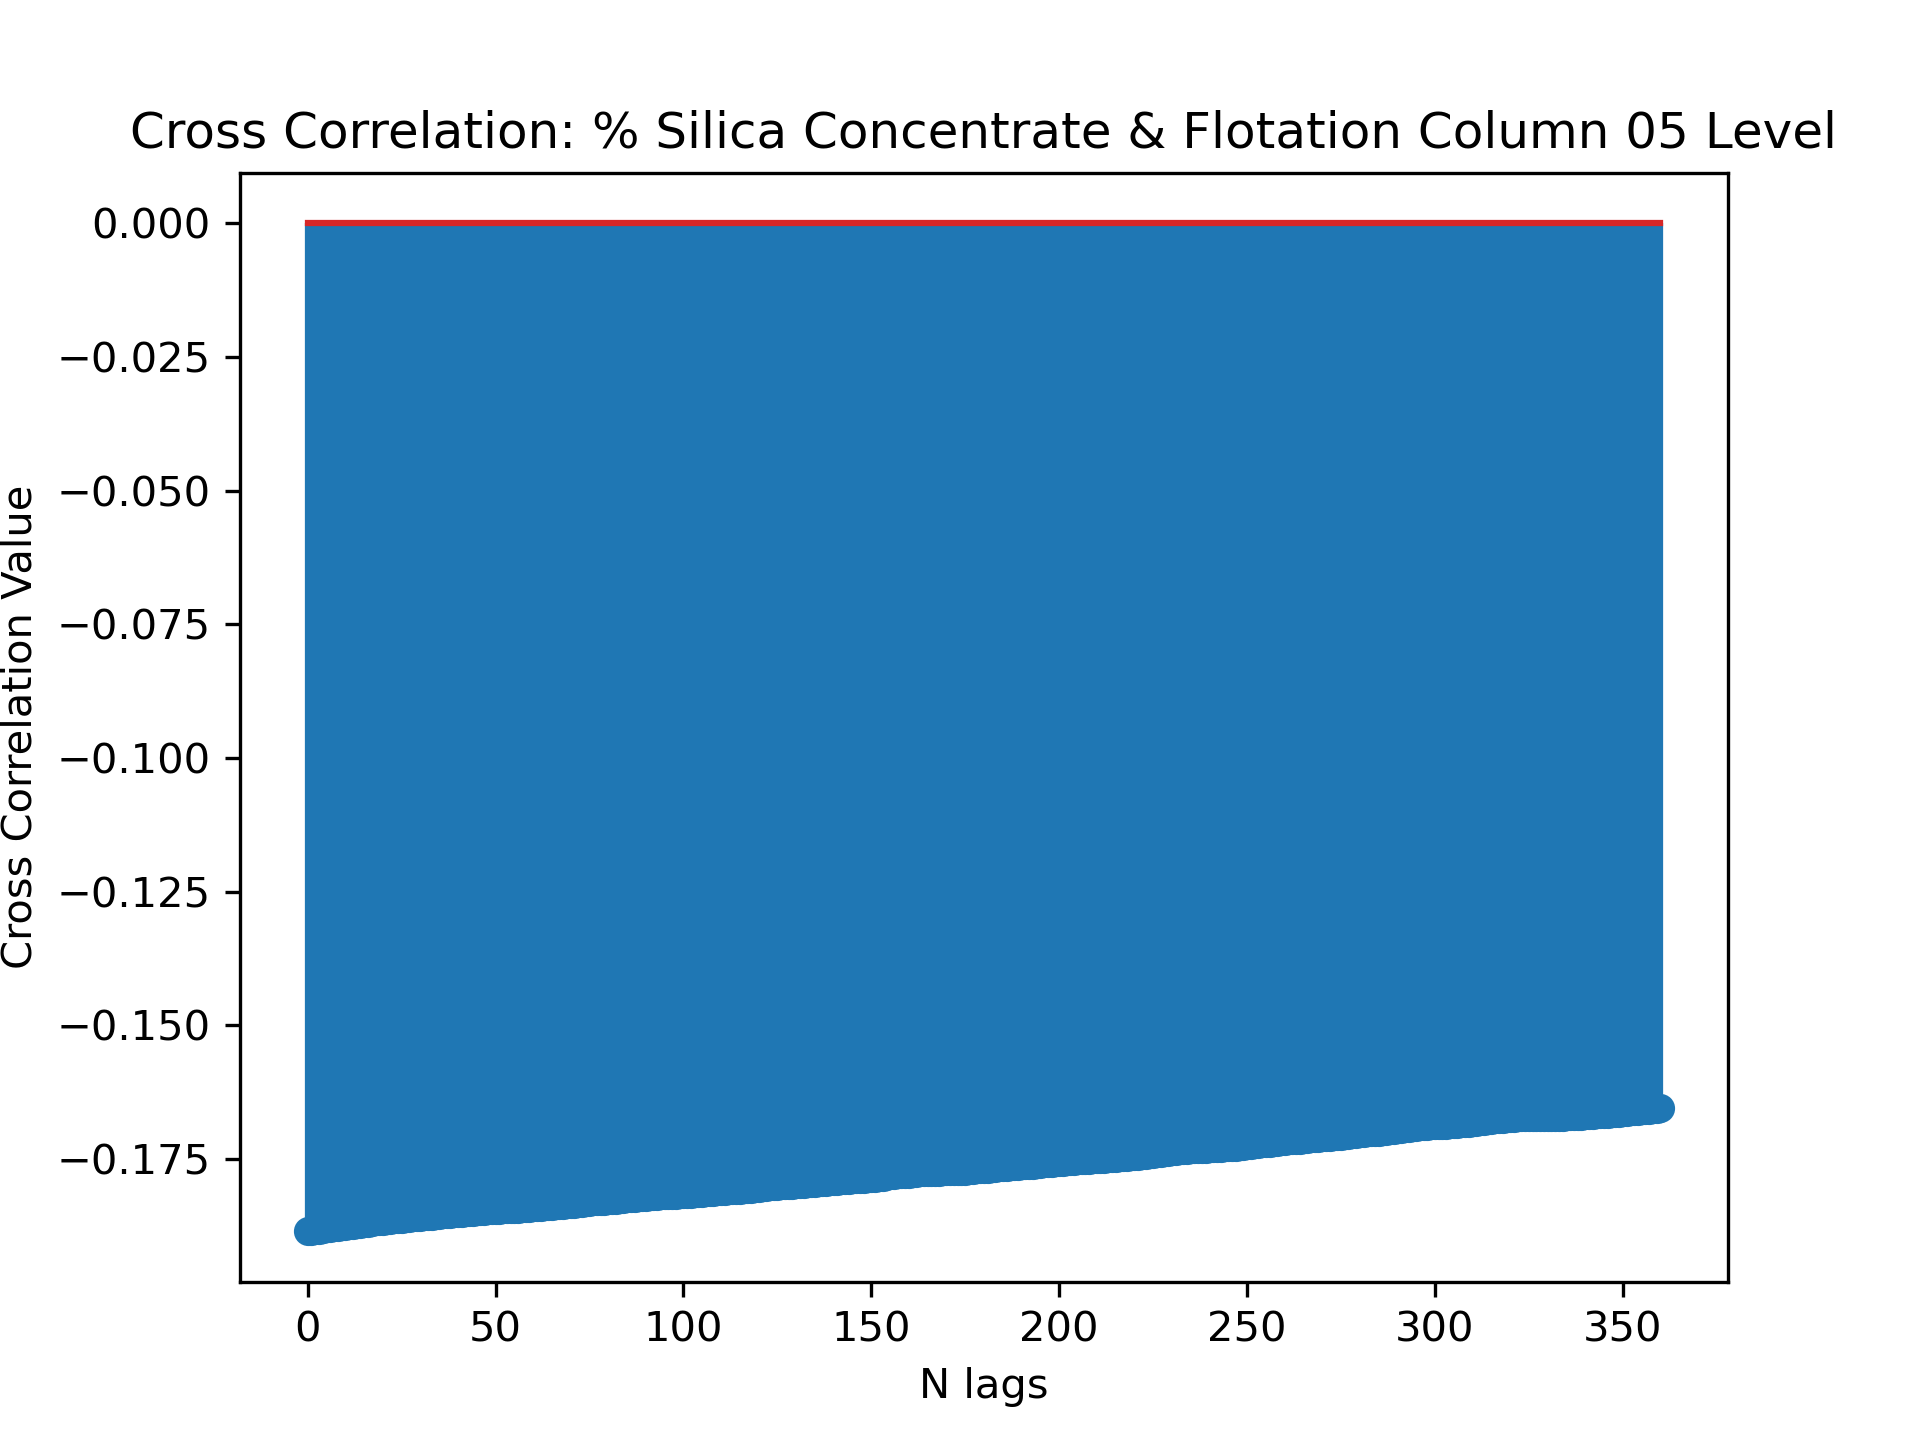 Cross Correlation: % Silica Concentrate & Flotation Column 05 Level
0.000
−0.025
−0.050
−0.075
−0.100
−0.125
−0.150
−0.175
Cross Correlation Value
0 50 100 150 200 250 300 350
N lags